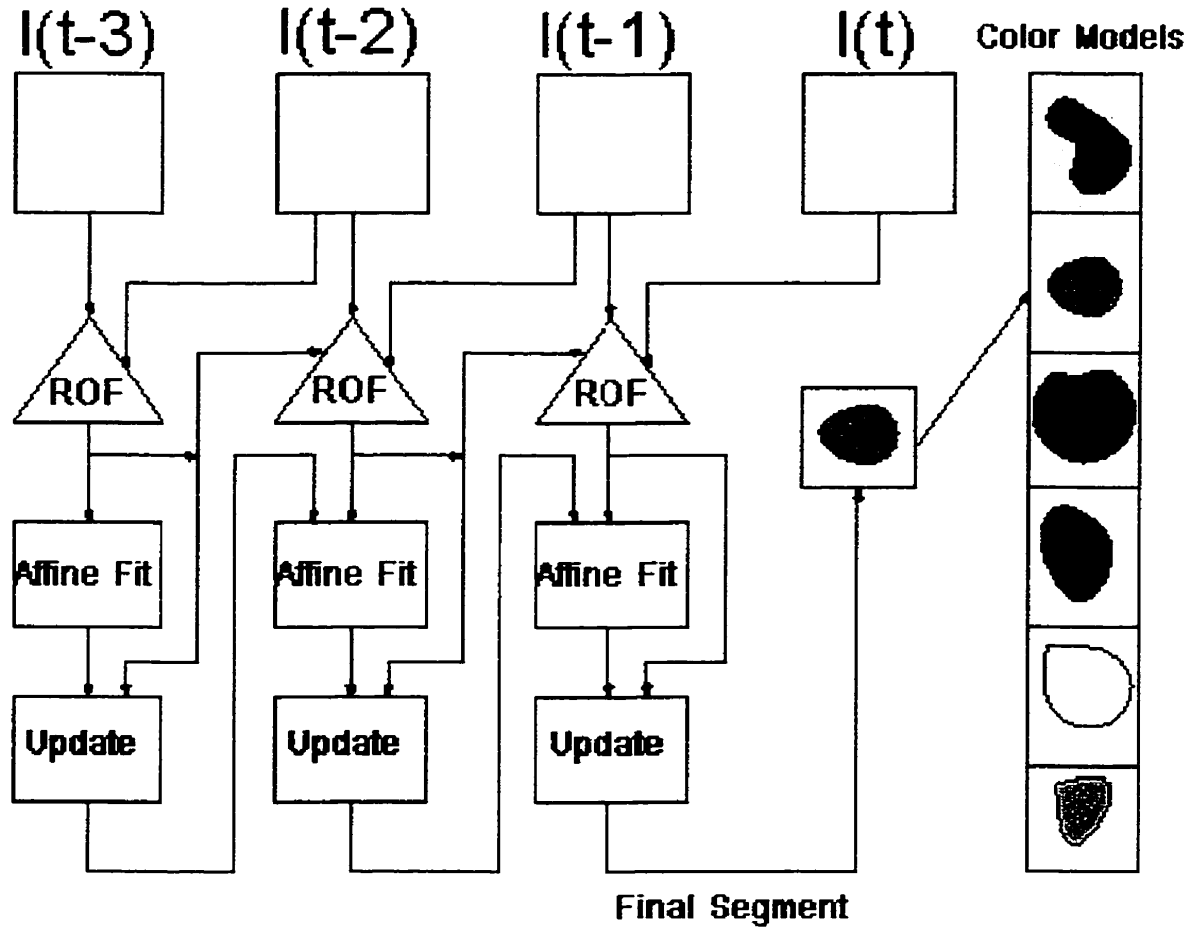 I(t-3) I(t-2) I(t-1) I(t) Color Models
ROF ROF ROF
Affine Fit Affine Fit Affine Fit
Update Update Update
Final Segment